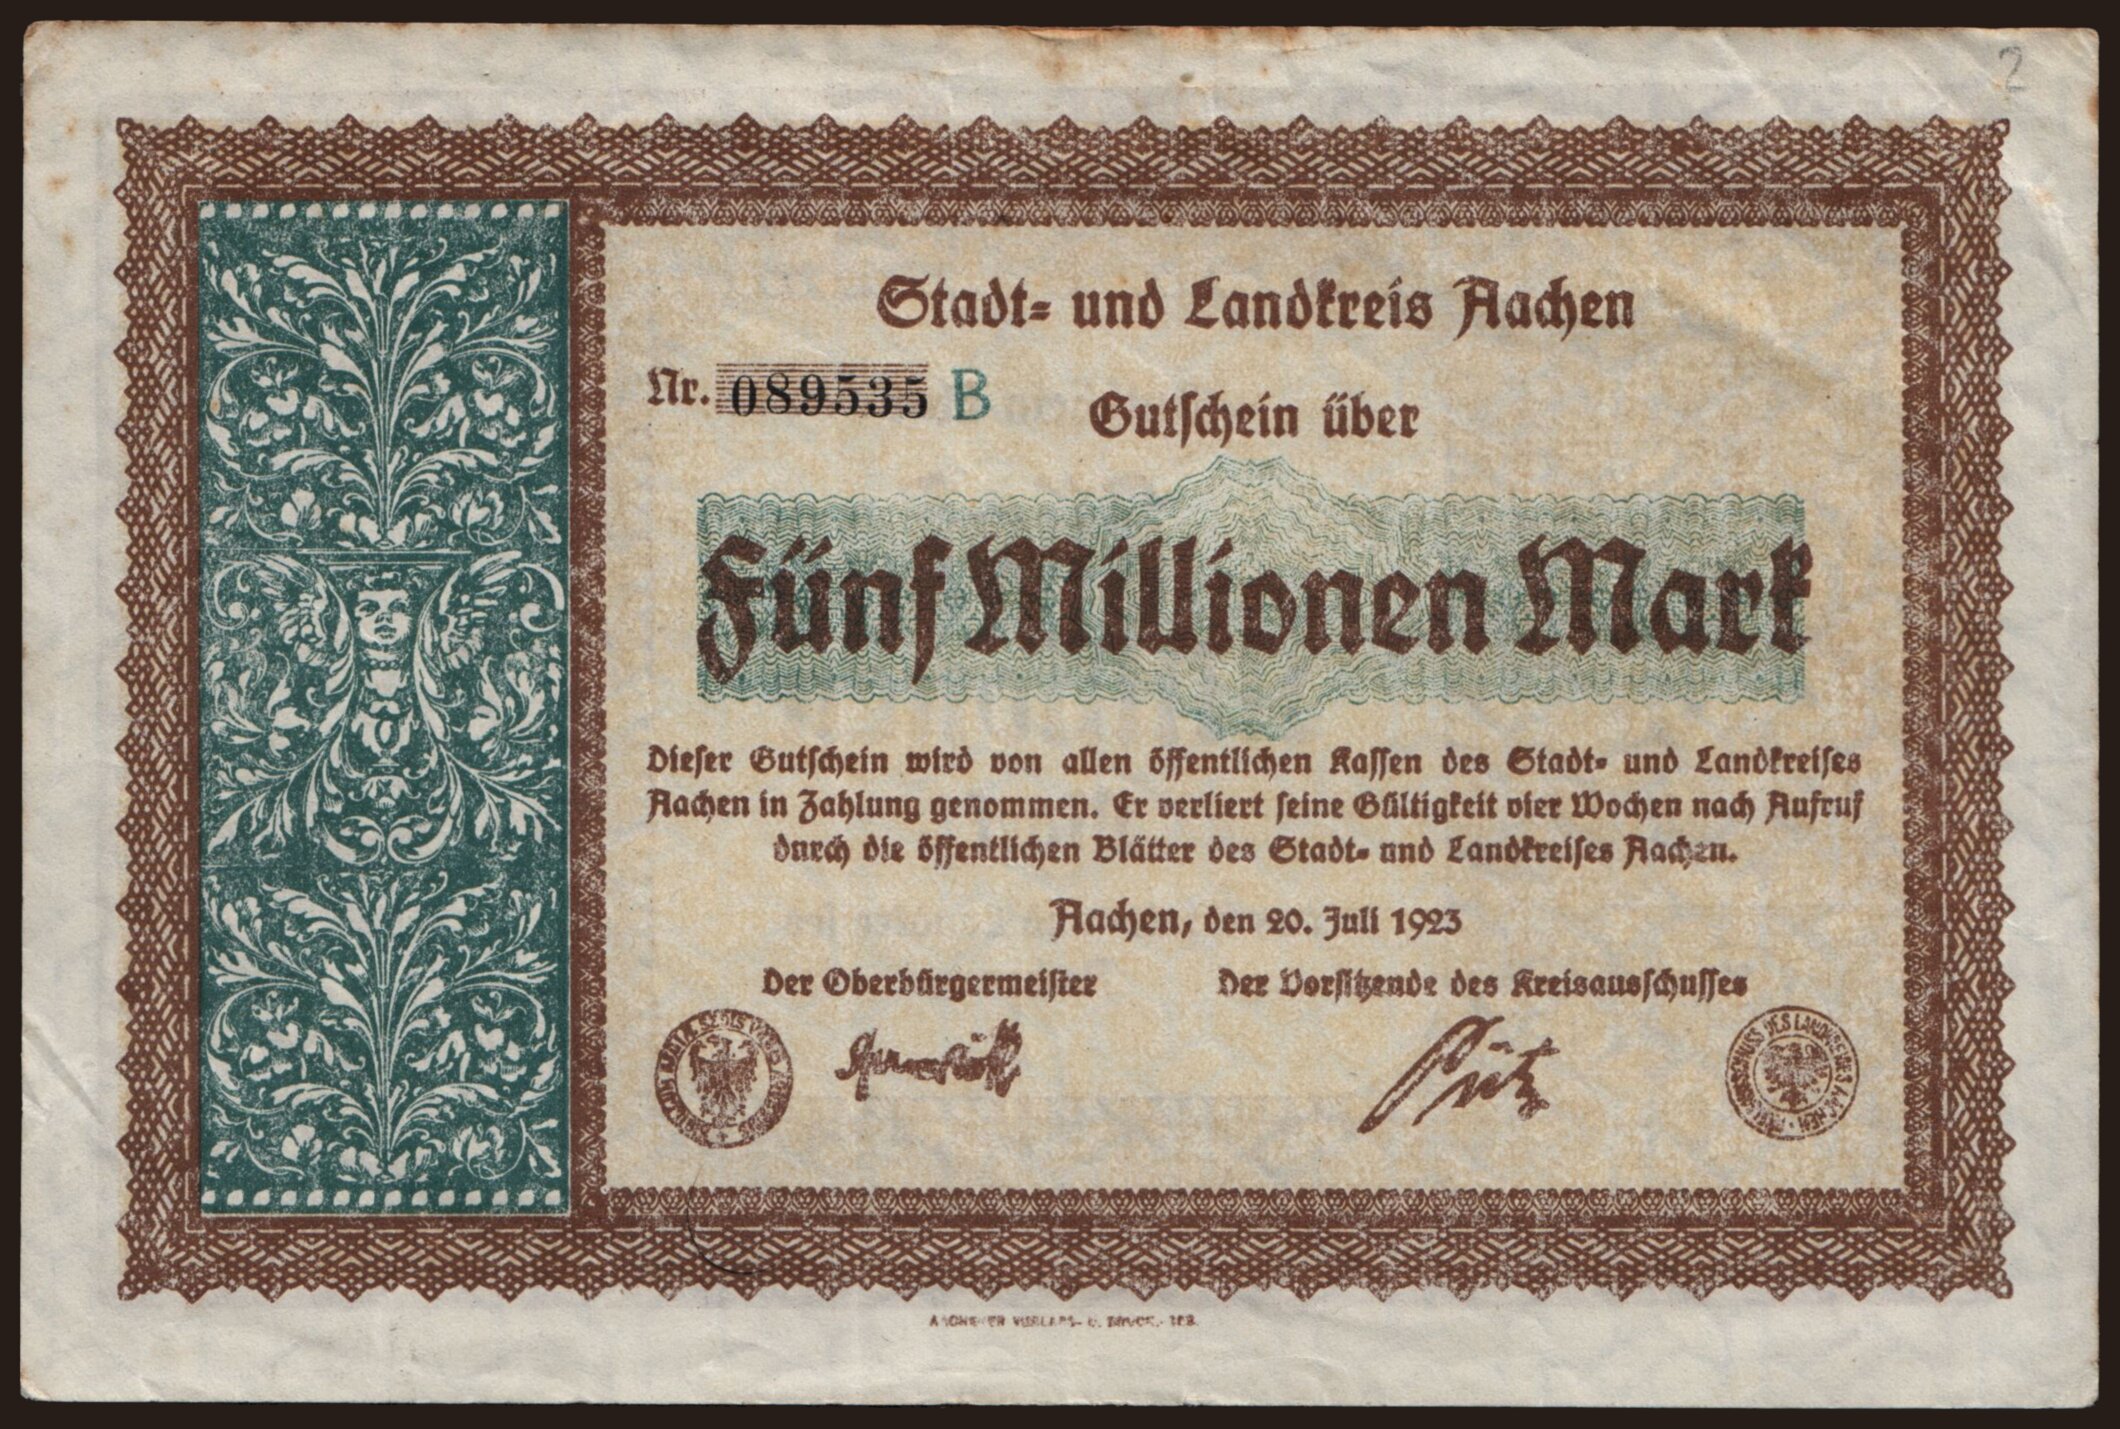 2
Stadt- und Landkreis Aachen
Nr. 089535 B
Gutschein über
Fünf Millionen Mark
Dieser Gutschein wird von allen öffentlichen Kassen des Stadt- und Landkreises
Aachen in Zahlung genommen. Er verliert seine Gültigkeit vier Wochen nach Aufruf
durch die öffentlichen Blätter des Stadt- und Landkreises Aachen.
Aachen, den 20. Juli 1923
Der Oberbürgermeister Der Vorsitzende des Kreisausschusses
Pütz